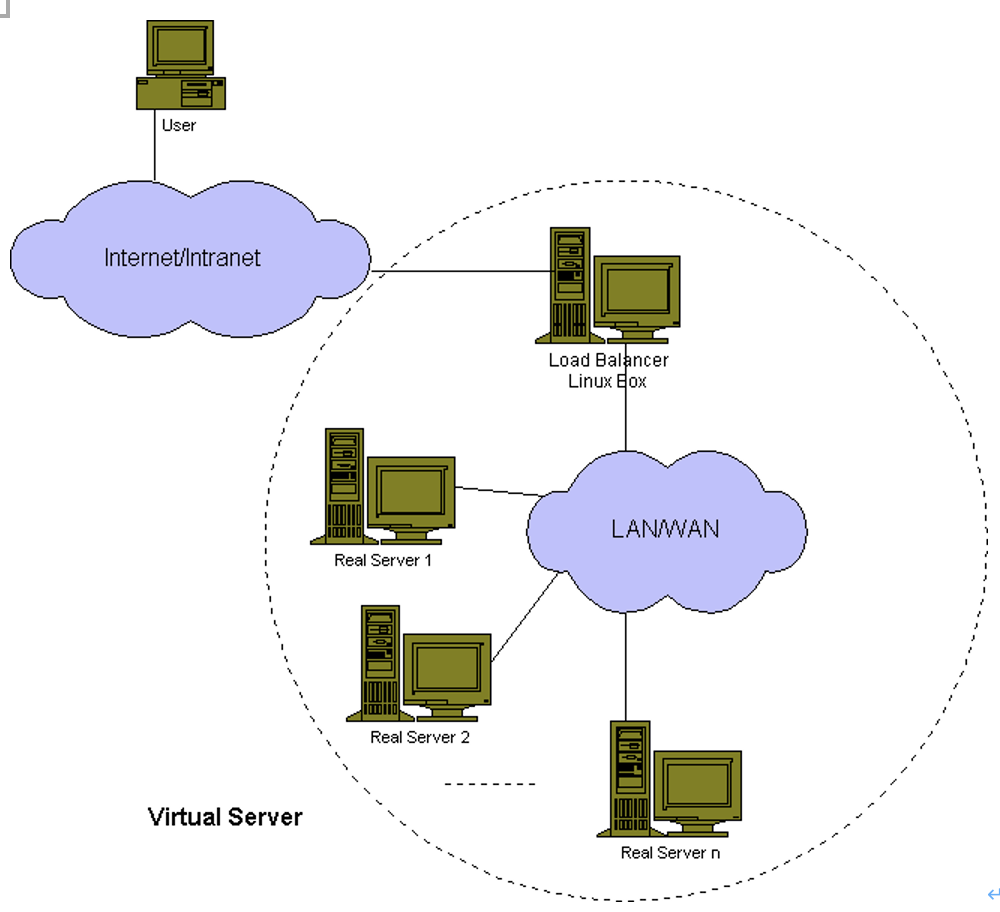 User
Internet/Intranet
Load Balancer
Linux Box
LAN/WAN
Real Server 1
Real Server 2
Virtual Server
Real Server n